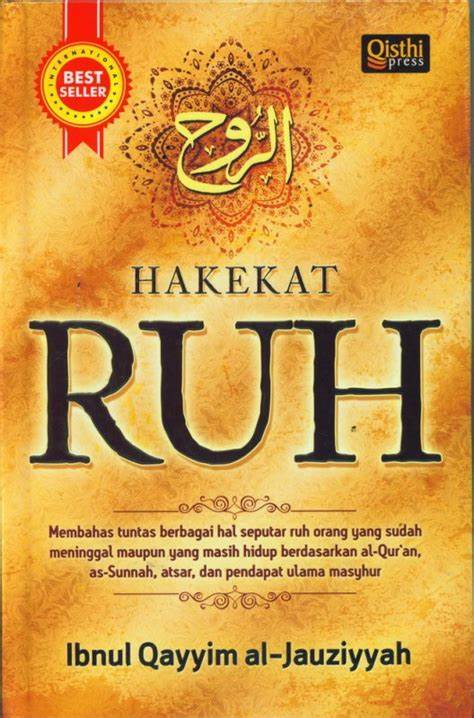 INTERNATIONAL
BEST
SELLER
Qisthi
press
الرُّوح
HAKEKAT
RUH
Membahas tuntas berbagai hal seputar ruh orang yang sudah
meninggal maupun yang masih hidup berdasarkan al-Qur'an,
as-Sunnah, atsar, dan pendapat ulama masyhur
Ibnul Qayyim al-Jauziyyah